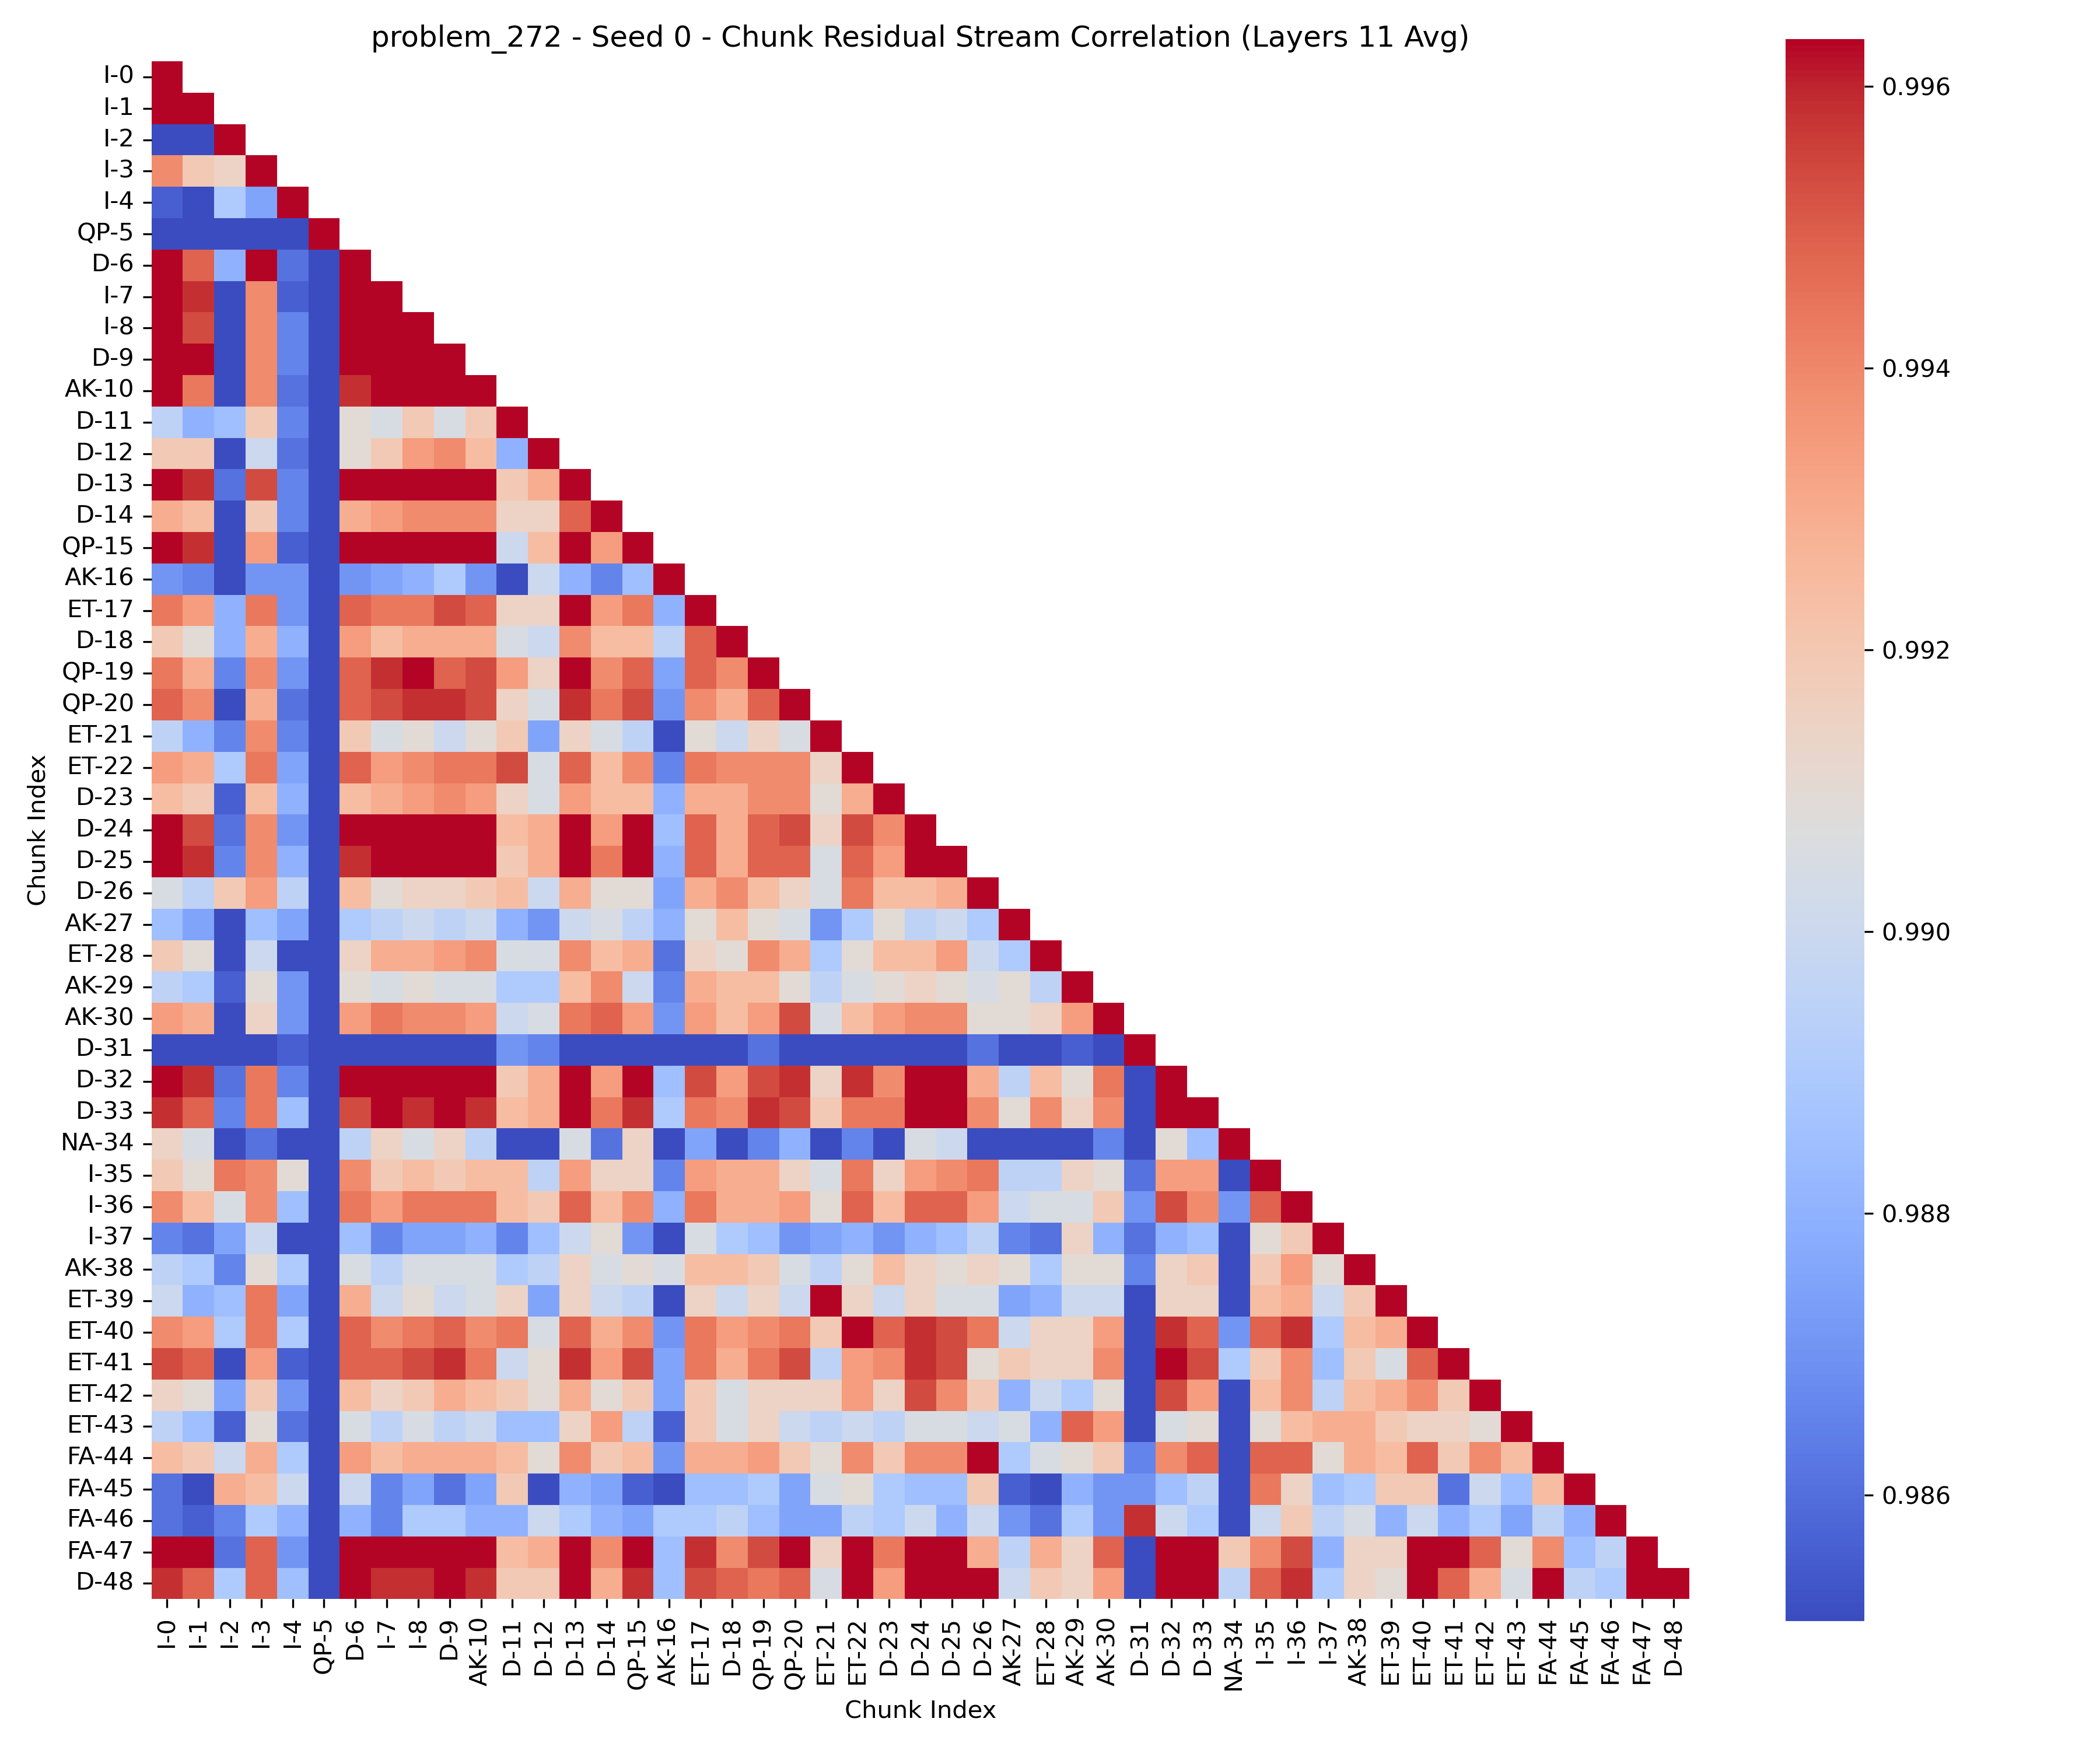 problem_272 - Seed 0 - Chunk Residual Stream Correlation (Layers 11 Avg)
I-0
I-1
I-2
I-3
I-4
QP-5
D-6
I-7
I-8
D-9
AK-10
D-11
D-12
D-13
D-14
QP-15
AK-16
ET-17
D-18
QP-19
QP-20
ET-21
ET-22
D-23
D-24
D-25
D-26
AK-27
ET-28
AK-29
AK-30
D-31
D-32
D-33
NA-34
I-35
I-36
I-37
AK-38
ET-39
ET-40
ET-41
ET-42
ET-43
FA-44
FA-45
FA-46
FA-47
D-48
Chunk Index
I-0 I-1 I-2 I-3 I-4 QP-5 D-6 I-7 I-8 D-9 AK-10 D-11 D-12 D-13 D-14 QP-15 AK-16 ET-17 D-18 QP-19 QP-20 ET-21 ET-22 D-23 D-24 D-25 D-26 AK-27 ET-28 AK-29 AK-30 D-31 D-32 D-33 NA-34 I-35 I-36 I-37 AK-38 ET-39 ET-40 ET-41 ET-42 ET-43 FA-44 FA-45 FA-46 FA-47 D-48
Chunk Index
0.996
0.994
0.992
0.990
0.988
0.986